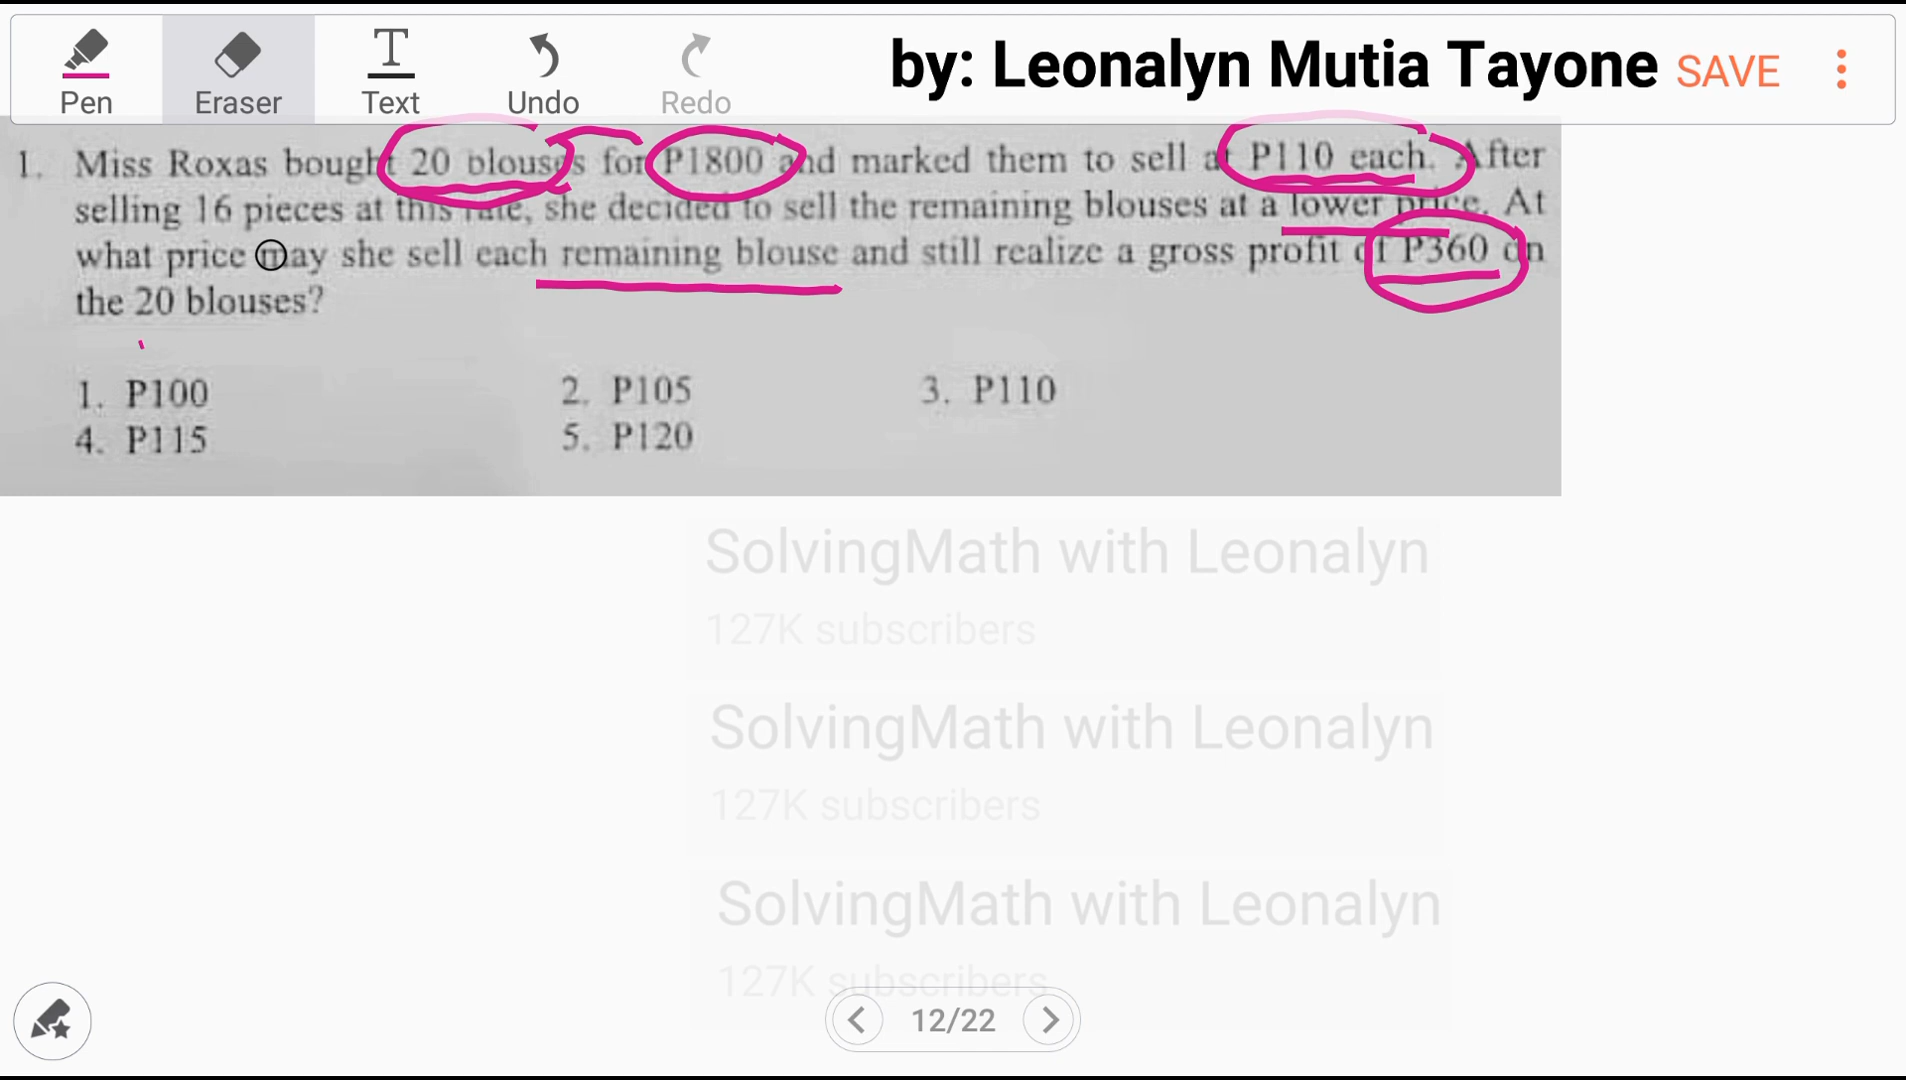 Pen
Eraser
Text
Undo
Redo
by: Leonalyn Mutia Tayone
SAVE
1. Miss Roxas bought 20 blouses for P1800 and marked them to sell at P110 each. After
selling 16 pieces at this rate, she decided to sell the remaining blouses at a lower price. At
what price may she sell each remaining blouse and still realize a gross profit of P360 on
the 20 blouses?
1. P100 2. P105 3. P110
4. P115 5. P120
SolvingMath with Leonalyn
127K subscribers
SolvingMath with Leonalyn
127K subscribers
SolvingMath with Leonalyn
127K subscribers
12/22